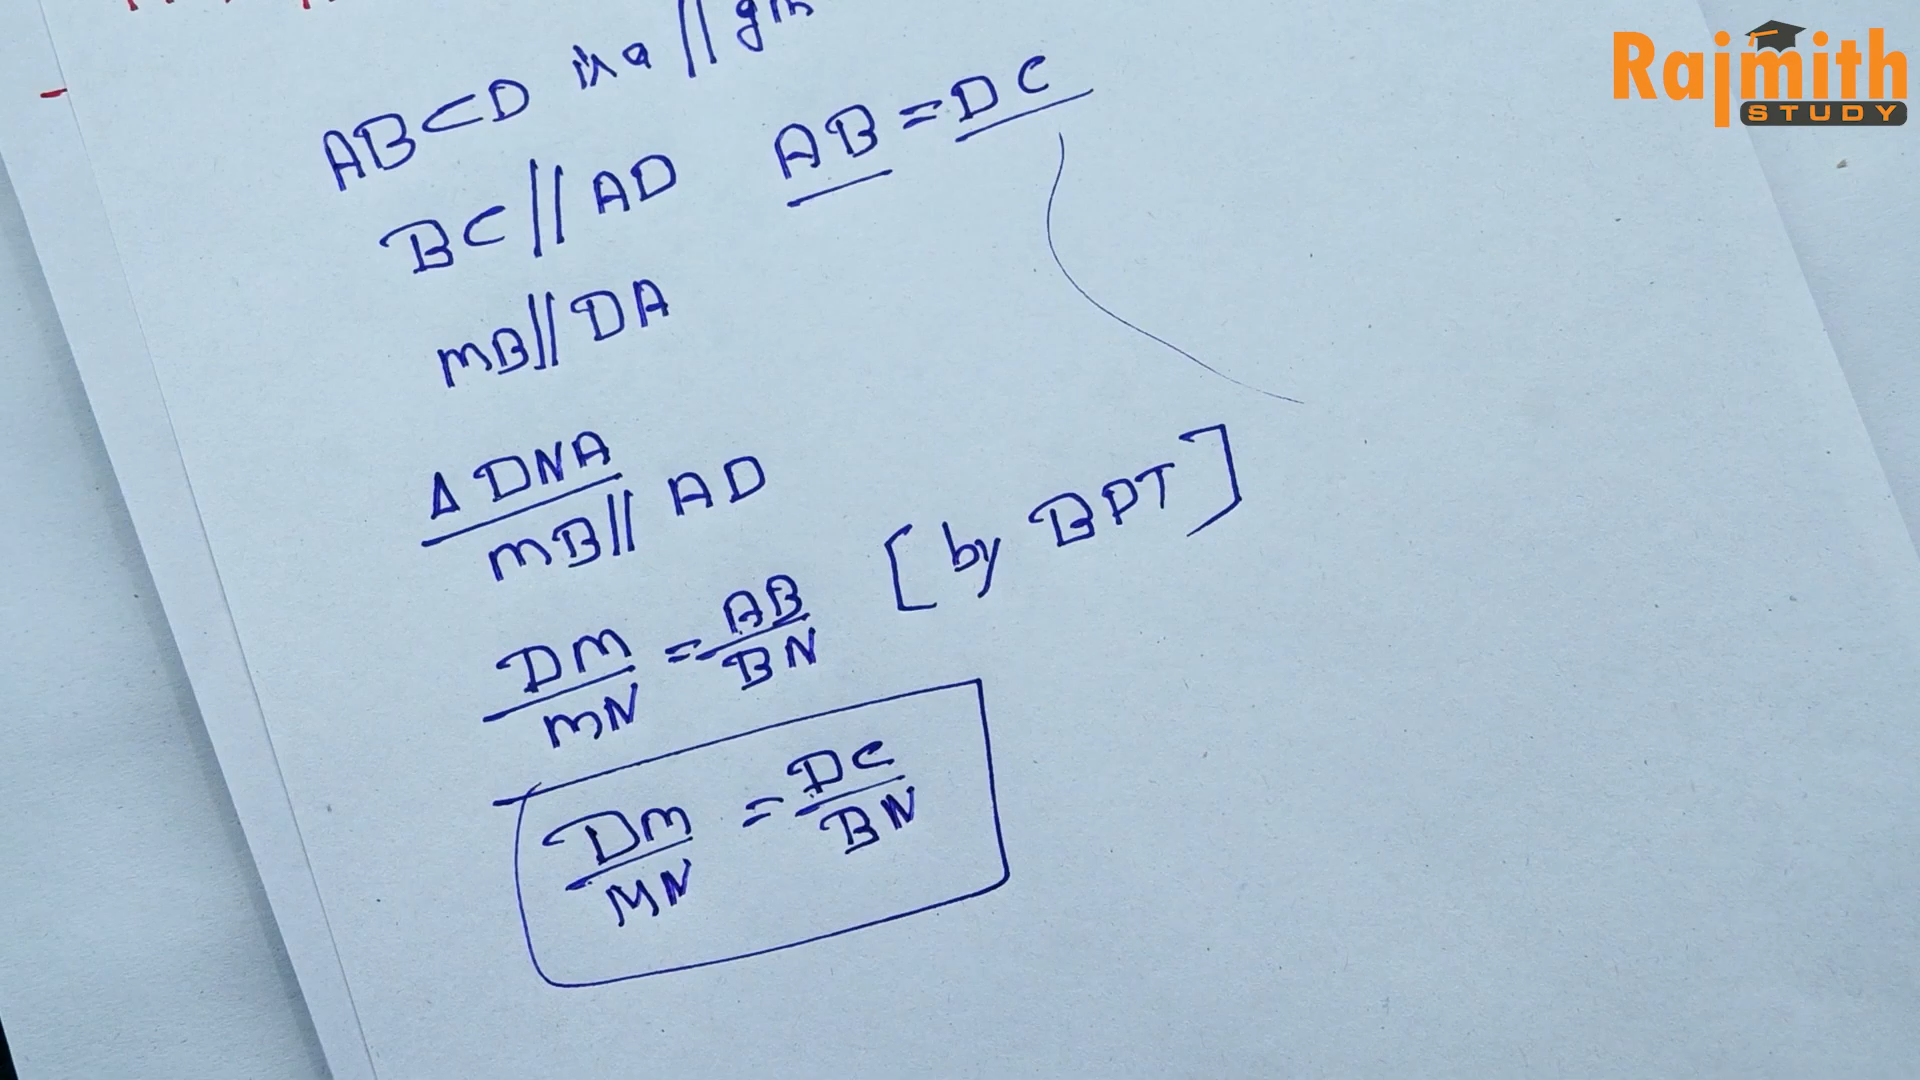 Rajmith
STUDY
ABCD is a ||gm
BC || AD AB = DC
mB || DA
Δ DNA
mB || AD
DM/MN = AB/BN [by BPT]
DM/MN = DC/BN